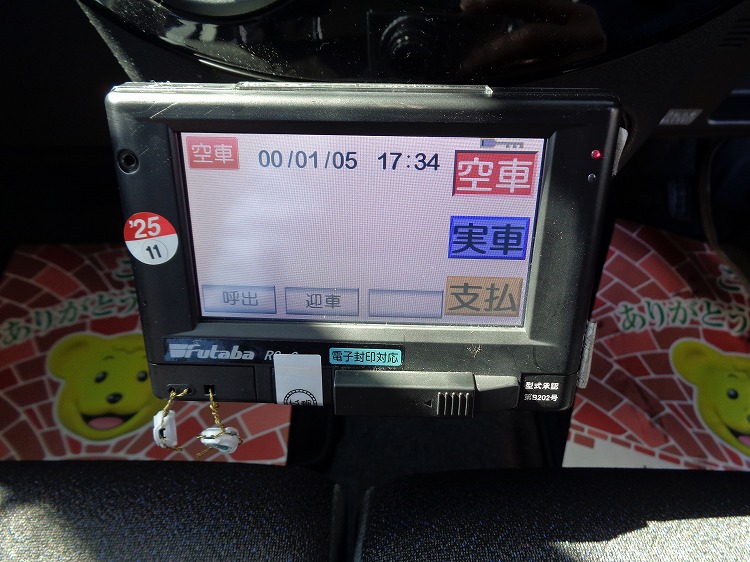 空車 00/01/05 17:34
空車
実車
支払
呼出 迎車
'25
11
Futaba
電子封印対応
型式承認
第B202号
ありがとう
ありがとう